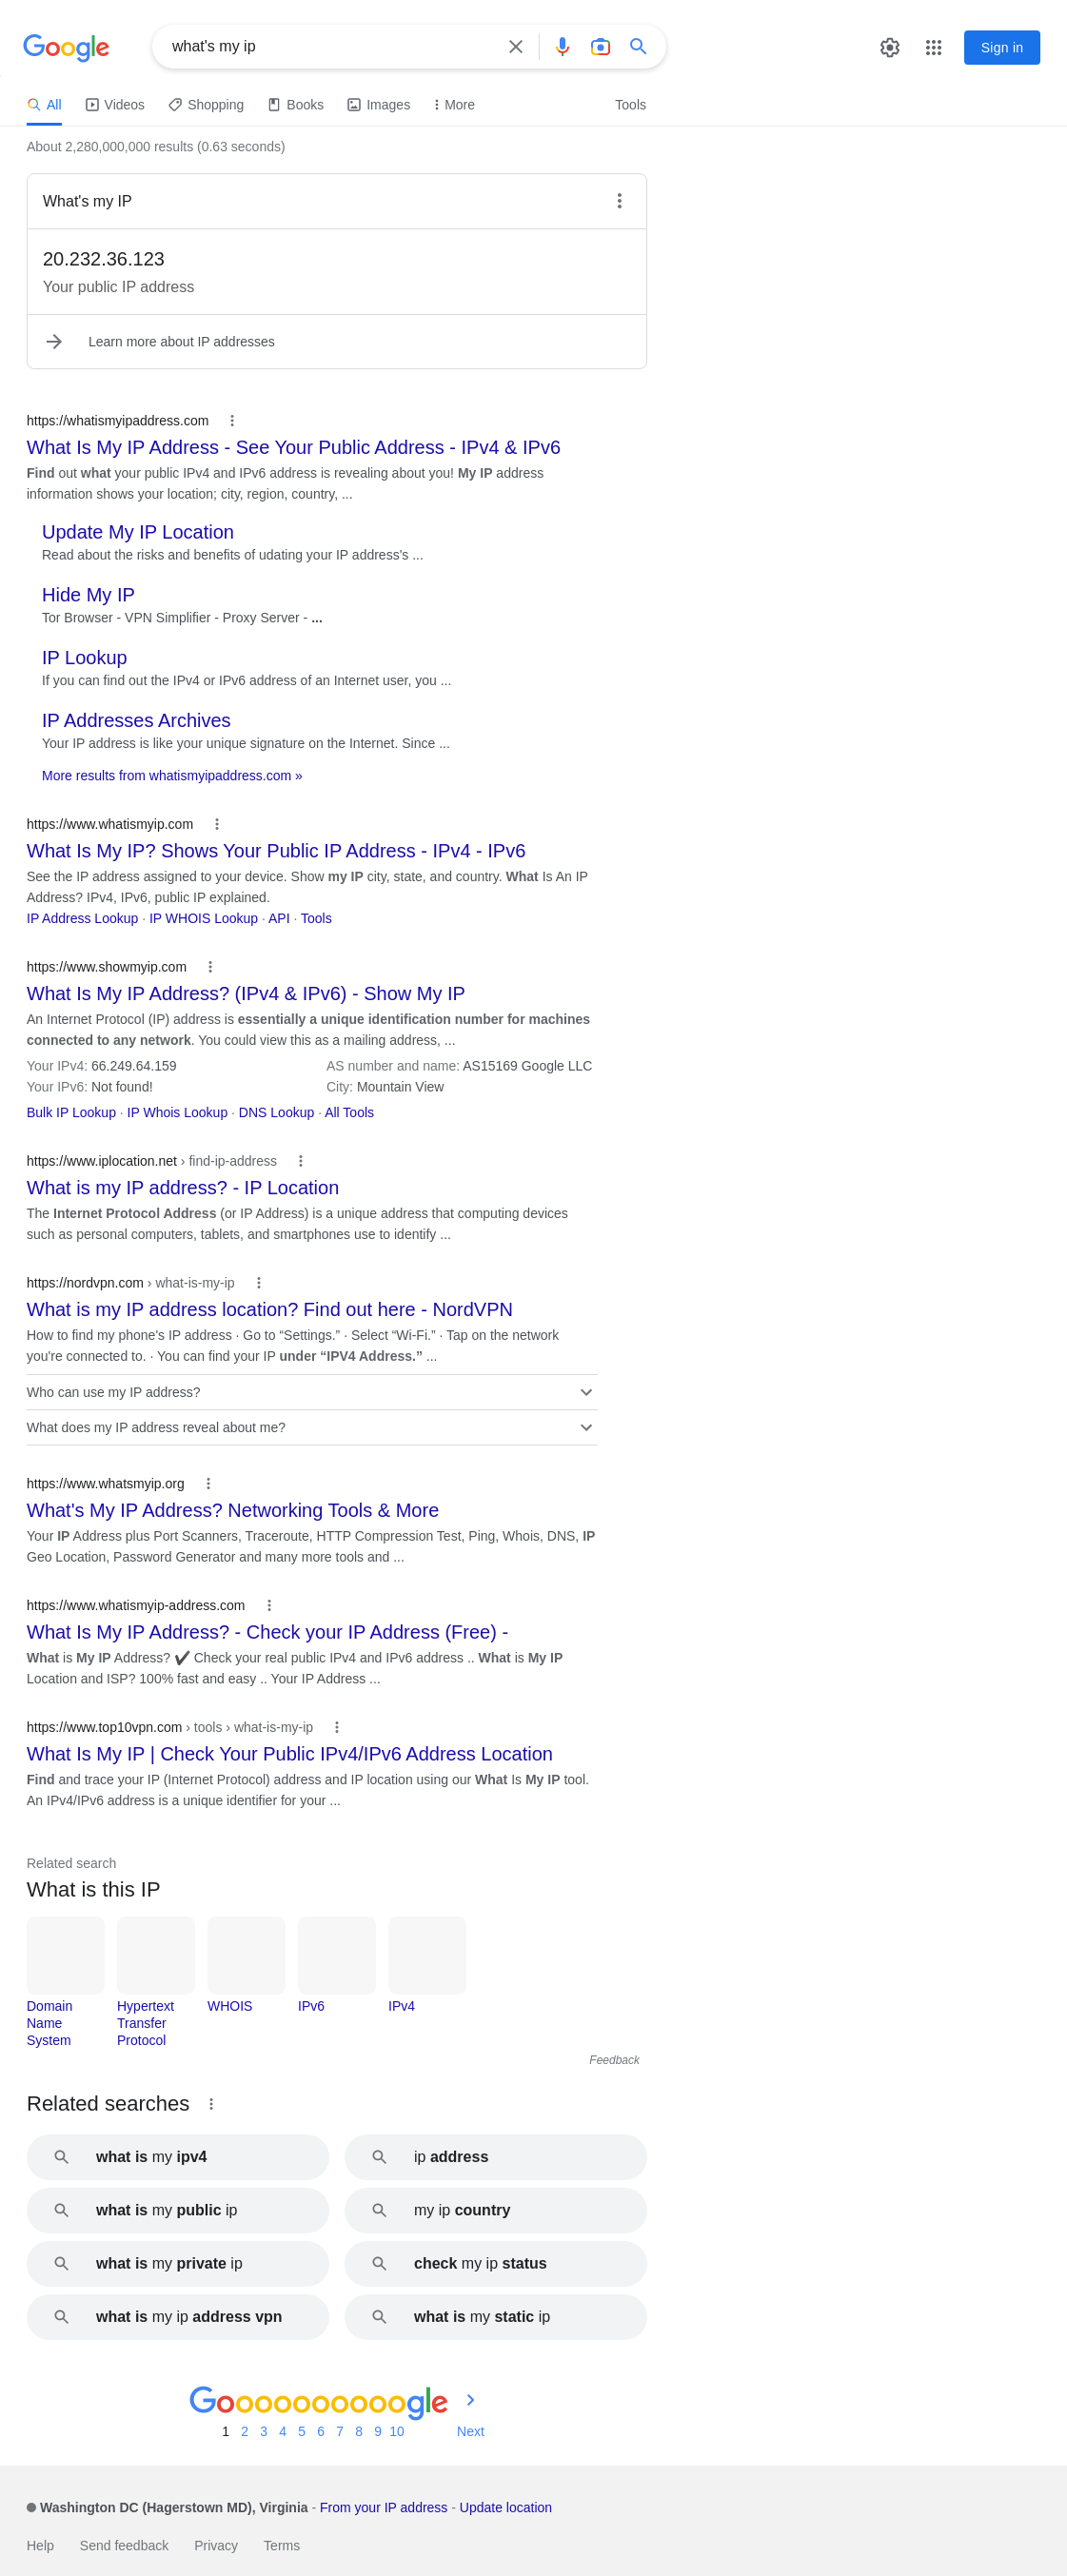 Google
what's my ip
Sign in
All
Videos
Shopping
Books
Images
More
Tools
About 2,280,000,000 results (0.63 seconds)
What's my IP
20.232.36.123
Your public IP address
Learn more about IP addresses
https://whatismyipaddress.com
What Is My IP Address - See Your Public Address - IPv4 & IPv6
Find out what your public IPv4 and IPv6 address is revealing about you! My IP address
information shows your location; city, region, country, ...
Update My IP Location
Read about the risks and benefits of udating your IP address's ...
Hide My IP
Tor Browser - VPN Simplifier - Proxy Server - ...
IP Lookup
If you can find out the IPv4 or IPv6 address of an Internet user, you ...
IP Addresses Archives
Your IP address is like your unique signature on the Internet. Since ...
More results from whatismyipaddress.com »
https://www.whatismyip.com
What Is My IP? Shows Your Public IP Address - IPv4 - IPv6
See the IP address assigned to your device. Show my IP city, state, and country. What Is An IP
Address? IPv4, IPv6, public IP explained.
IP Address Lookup · IP WHOIS Lookup · API · Tools
https://www.showmyip.com
What Is My IP Address? (IPv4 & IPv6) - Show My IP
An Internet Protocol (IP) address is essentially a unique identification number for machines
connected to any network. You could view this as a mailing address, ...
Your IPv4: 66.249.64.159
AS number and name: AS15169 Google LLC
Your IPv6: Not found!
City: Mountain View
Bulk IP Lookup · IP Whois Lookup · DNS Lookup · All Tools
https://www.iplocation.net › find-ip-address
What is my IP address? - IP Location
The Internet Protocol Address (or IP Address) is a unique address that computing devices
such as personal computers, tablets, and smartphones use to identify ...
https://nordvpn.com › what-is-my-ip
What is my IP address location? Find out here - NordVPN
How to find my phone's IP address · Go to “Settings.” · Select “Wi-Fi.” · Tap on the network
you're connected to. · You can find your IP under “IPV4 Address.” ...
Who can use my IP address?
What does my IP address reveal about me?
https://www.whatsmyip.org
What's My IP Address? Networking Tools & More
Your IP Address plus Port Scanners, Traceroute, HTTP Compression Test, Ping, Whois, DNS, IP
Geo Location, Password Generator and many more tools and ...
https://www.whatismyip-address.com
What Is My IP Address? - Check your IP Address (Free) -
What is My IP Address? ✔️ Check your real public IPv4 and IPv6 address .. What is My IP
Location and ISP? 100% fast and easy .. Your IP Address ...
https://www.top10vpn.com › tools › what-is-my-ip
What Is My IP | Check Your Public IPv4/IPv6 Address Location
Find and trace your IP (Internet Protocol) address and IP location using our What Is My IP tool.
An IPv4/IPv6 address is a unique identifier for your ...
Related search
What is this IP
Domain
Name
System
Hypertext
Transfer
Protocol
WHOIS
IPv6
IPv4
Feedback
Related searches
what is my ipv4
ip address
what is my public ip
my ip country
what is my private ip
check my ip status
what is my ip address vpn
what is my static ip
Goooooooooogle
1 2 3 4 5 6 7 8 9 10 Next
Washington DC (Hagerstown MD), Virginia - From your IP address - Update location
Help
Send feedback
Privacy
Terms